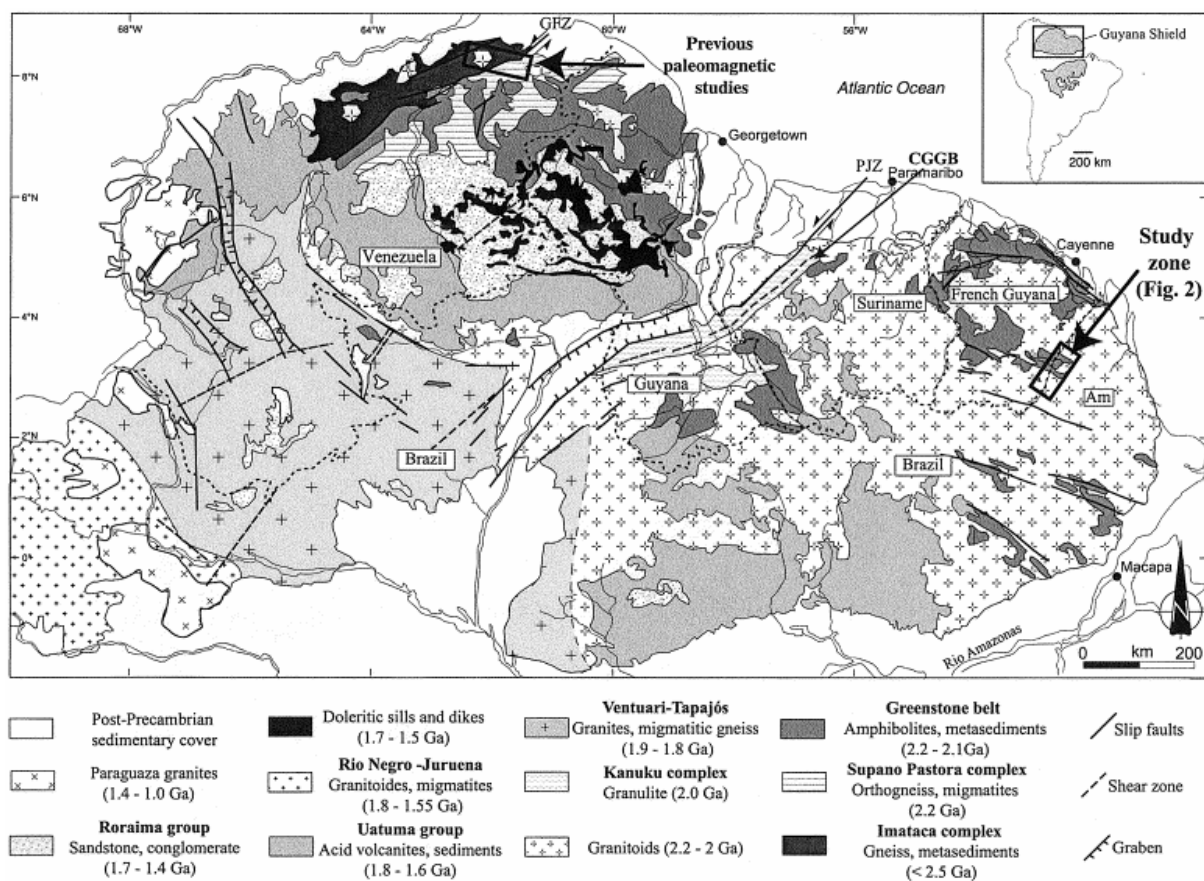 68°W
64°W
60°W
56°W
GFZ
Previous
paleomagnetic
studies
Guyana Shield
200 km
8°N
Atlantic Ocean
Georgetown
PJZ
CGGB
Paramaribo
6°N
Cayenne
Study
zone
(Fig. 2)
Venezuela
Suriname
French Guyana
4°N
Guyana
Am
2°N
Brazil
Brazil
0°
Macapa
N
Rio Amazonas
0 km 200
Post-Precambrian
sedimentary cover
Paraguaza granites
(1.4 - 1.0 Ga)
Roraima group
Sandstone, conglomerate
(1.7 - 1.4 Ga)
Doleritic sills and dikes
(1.7 - 1.5 Ga)
Rio Negro -Juruena
Granitoides, migmatites
(1.8 - 1.55 Ga)
Uatuma group
Acid volcanites, sediments
(1.8 - 1.6 Ga)
Ventuari-Tapajós
Granites, migmatitic gneiss
(1.9 - 1.8 Ga)
Kanuku complex
Granulite (2.0 Ga)
Granitoids (2.2 - 2 Ga)
Greenstone belt
Amphibolites, metasediments
(2.2 - 2.1Ga)
Supano Pastora complex
Orthogneiss, migmatites
(2.2 Ga)
Imataca complex
Gneiss, metasediments
(< 2.5 Ga)
Slip faults
Shear zone
Graben